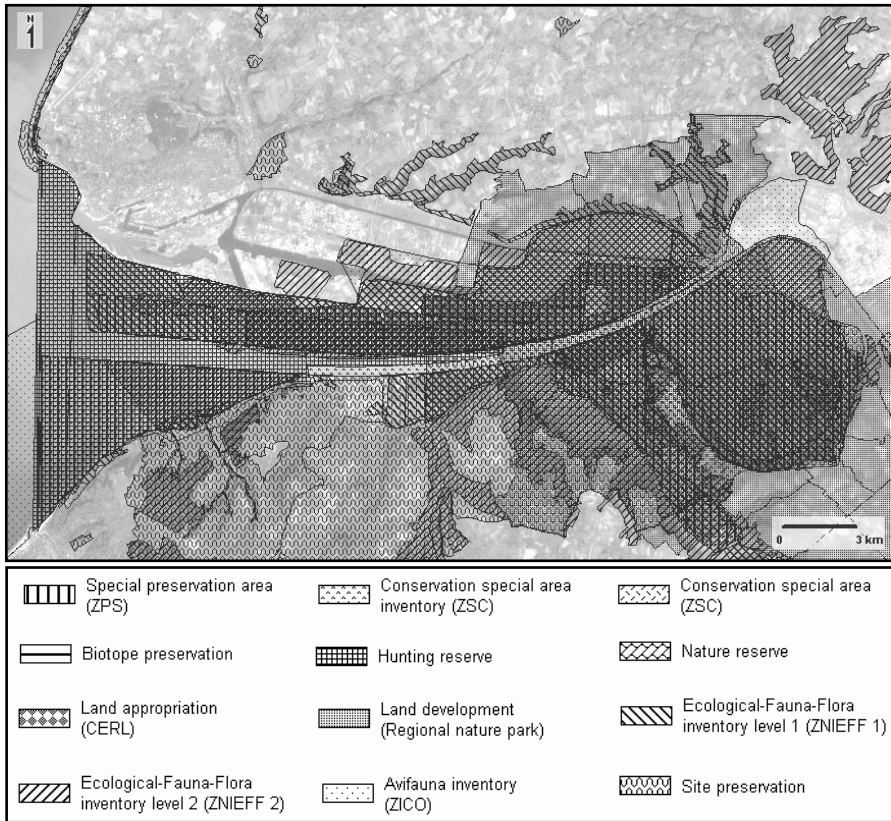 N
0 3 km
Special preservation area
(ZPS)
Conservation special area
inventory (ZSC)
Conservation special area
(ZSC)
Biotope preservation
Hunting reserve
Nature reserve
Land appropriation
(CERL)
Land development
(Regional nature park)
Ecological-Fauna-Flora
inventory level 1 (ZNIEFF 1)
Ecological-Fauna-Flora
inventory level 2 (ZNIEFF 2)
Avifauna inventory
(ZICO)
Site preservation